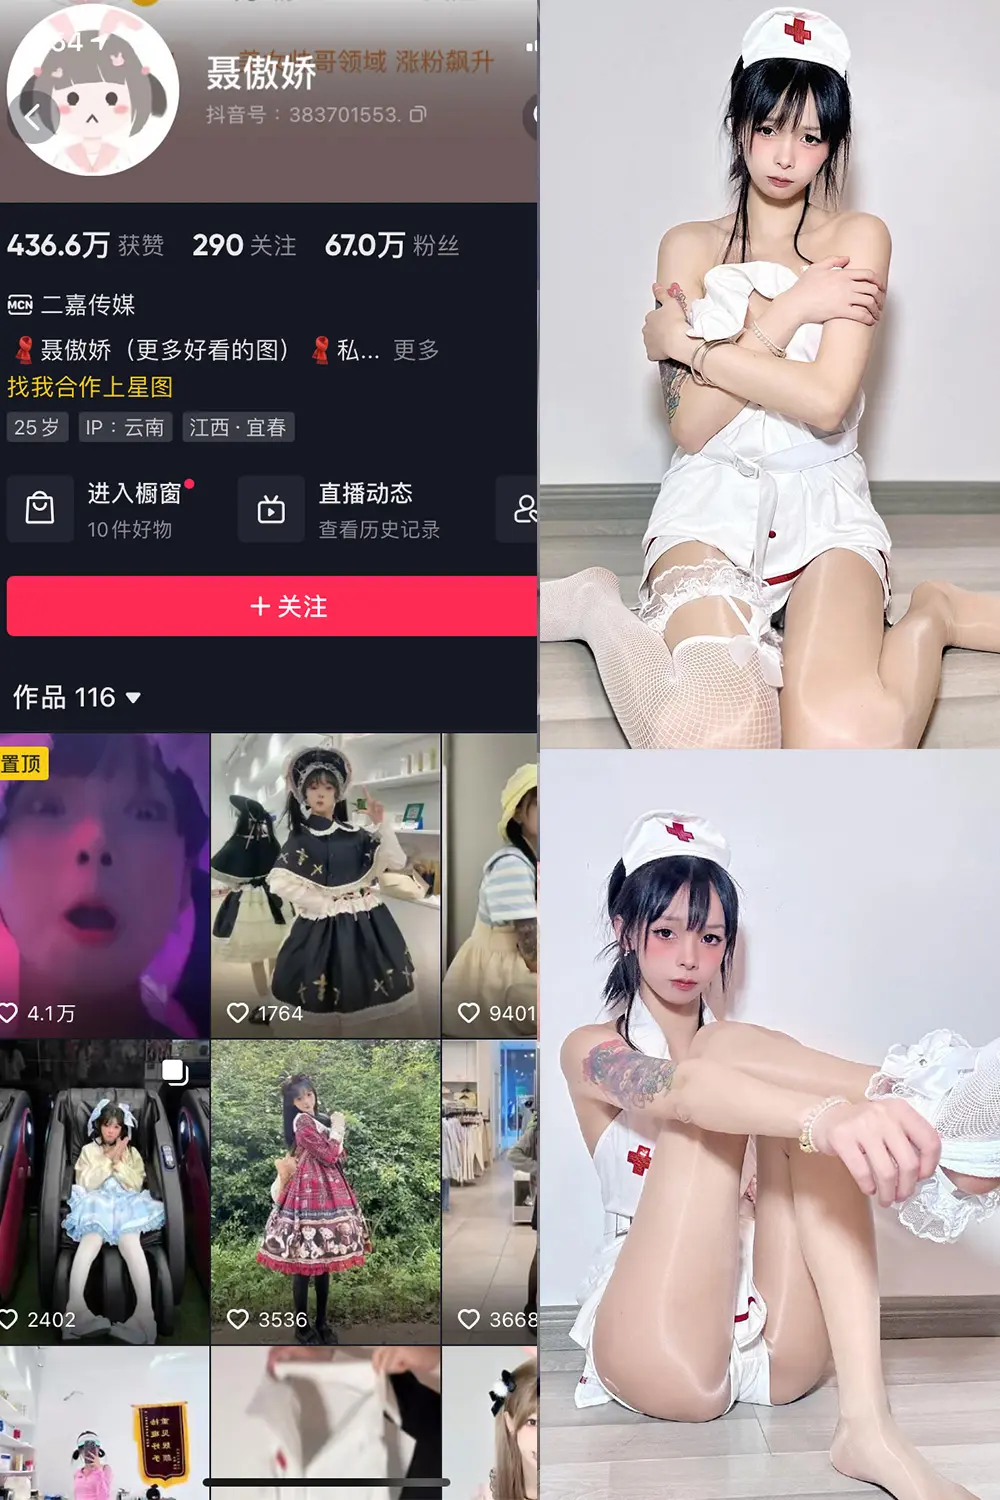 聂傲娇
哥领域 涨粉飙升
抖音号：383701553.
436.6万 获赞 290 关注 67.0万 粉丝
MCN 二嘉传媒
聂傲娇（更多好看的图） 私... 更多
找我合作上星图
25岁 IP：云南 江西·宜春
进入橱窗 直播动态
10件好物 查看历史记录
+ 关注
作品 116
置顶
4.1万 1764 9401
2402 3536 3668